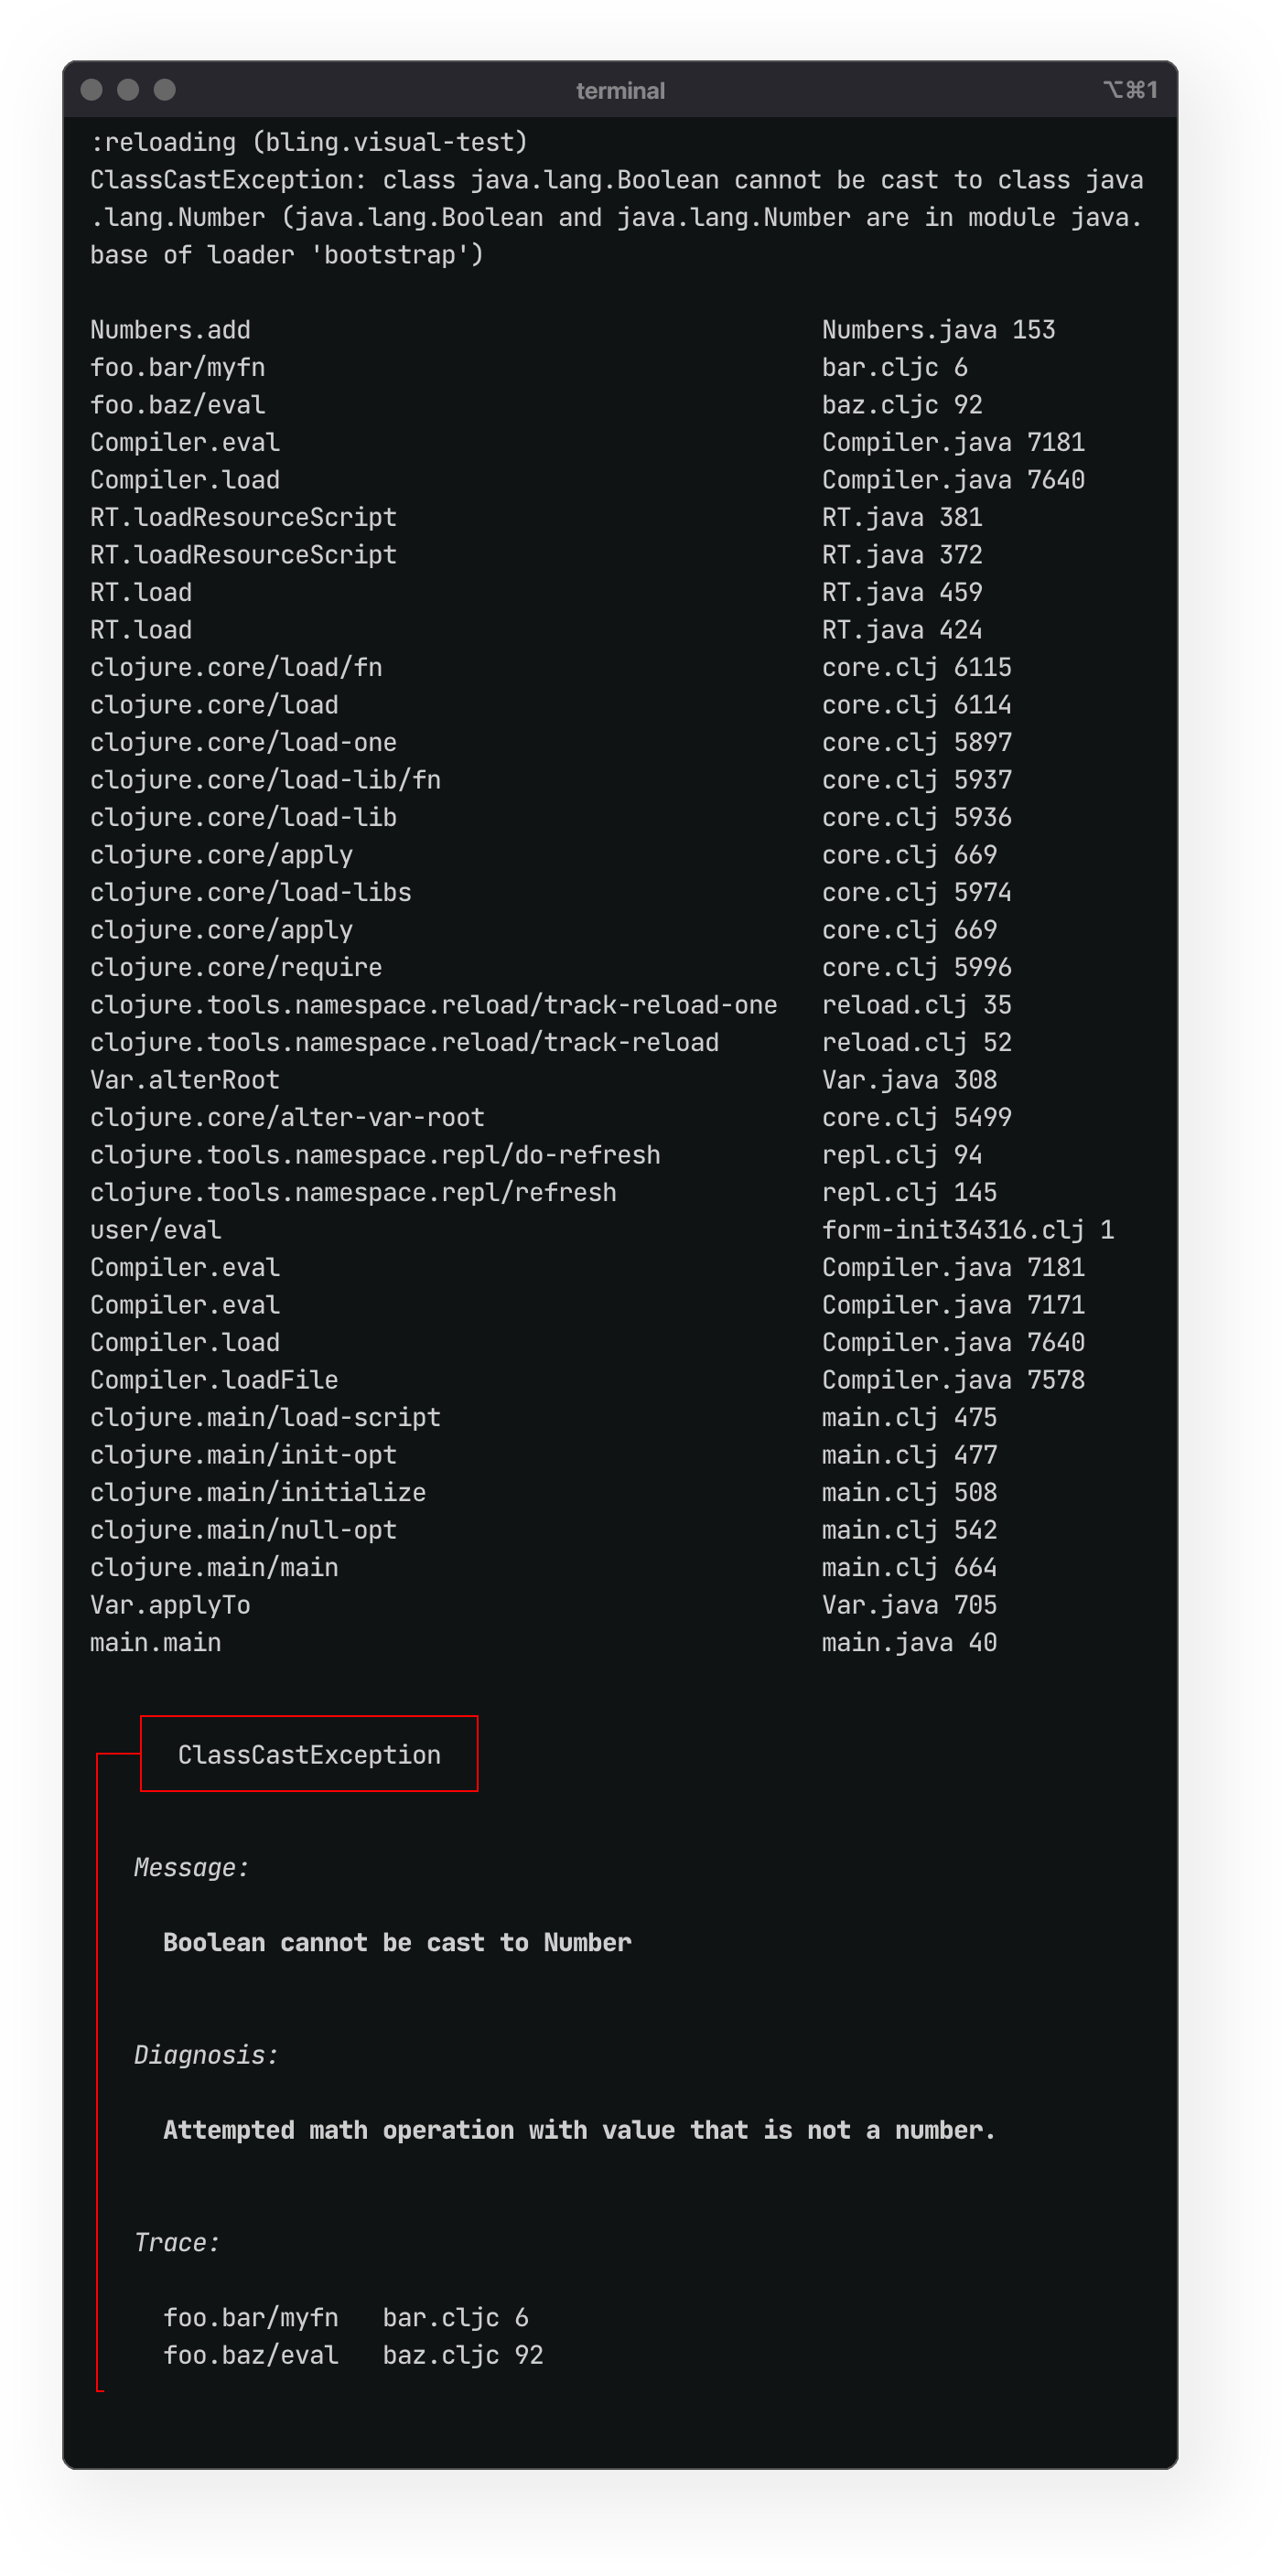 terminal ⌥⌘1
:reloading (bling.visual-test)
ClassCastException: class java.lang.Boolean cannot be cast to class java
.lang.Number (java.lang.Boolean and java.lang.Number are in module java.
base of loader 'bootstrap')
Numbers.add Numbers.java 153
foo.bar/myfn bar.cljc 6
foo.baz/eval baz.cljc 92
Compiler.eval Compiler.java 7181
Compiler.load Compiler.java 7640
RT.loadResourceScript RT.java 381
RT.loadResourceScript RT.java 372
RT.load RT.java 459
RT.load RT.java 424
clojure.core/load/fn core.clj 6115
clojure.core/load core.clj 6114
clojure.core/load-one core.clj 5897
clojure.core/load-lib/fn core.clj 5937
clojure.core/load-lib core.clj 5936
clojure.core/apply core.clj 669
clojure.core/load-libs core.clj 5974
clojure.core/apply core.clj 669
clojure.core/require core.clj 5996
clojure.tools.namespace.reload/track-reload-one reload.clj 35
clojure.tools.namespace.reload/track-reload reload.clj 52
Var.alterRoot Var.java 308
clojure.core/alter-var-root core.clj 5499
clojure.tools.namespace.repl/do-refresh repl.clj 94
clojure.tools.namespace.repl/refresh repl.clj 145
user/eval form-init34316.clj 1
Compiler.eval Compiler.java 7181
Compiler.eval Compiler.java 7171
Compiler.load Compiler.java 7640
Compiler.loadFile Compiler.java 7578
clojure.main/load-script main.clj 475
clojure.main/init-opt main.clj 477
clojure.main/initialize main.clj 508
clojure.main/null-opt main.clj 542
clojure.main/main main.clj 664
Var.applyTo Var.java 705
main.main main.java 40
ClassCastException
Message:
Boolean cannot be cast to Number
Diagnosis:
Attempted math operation with value that is not a number.
Trace:
foo.bar/myfn bar.cljc 6
foo.baz/eval baz.cljc 92